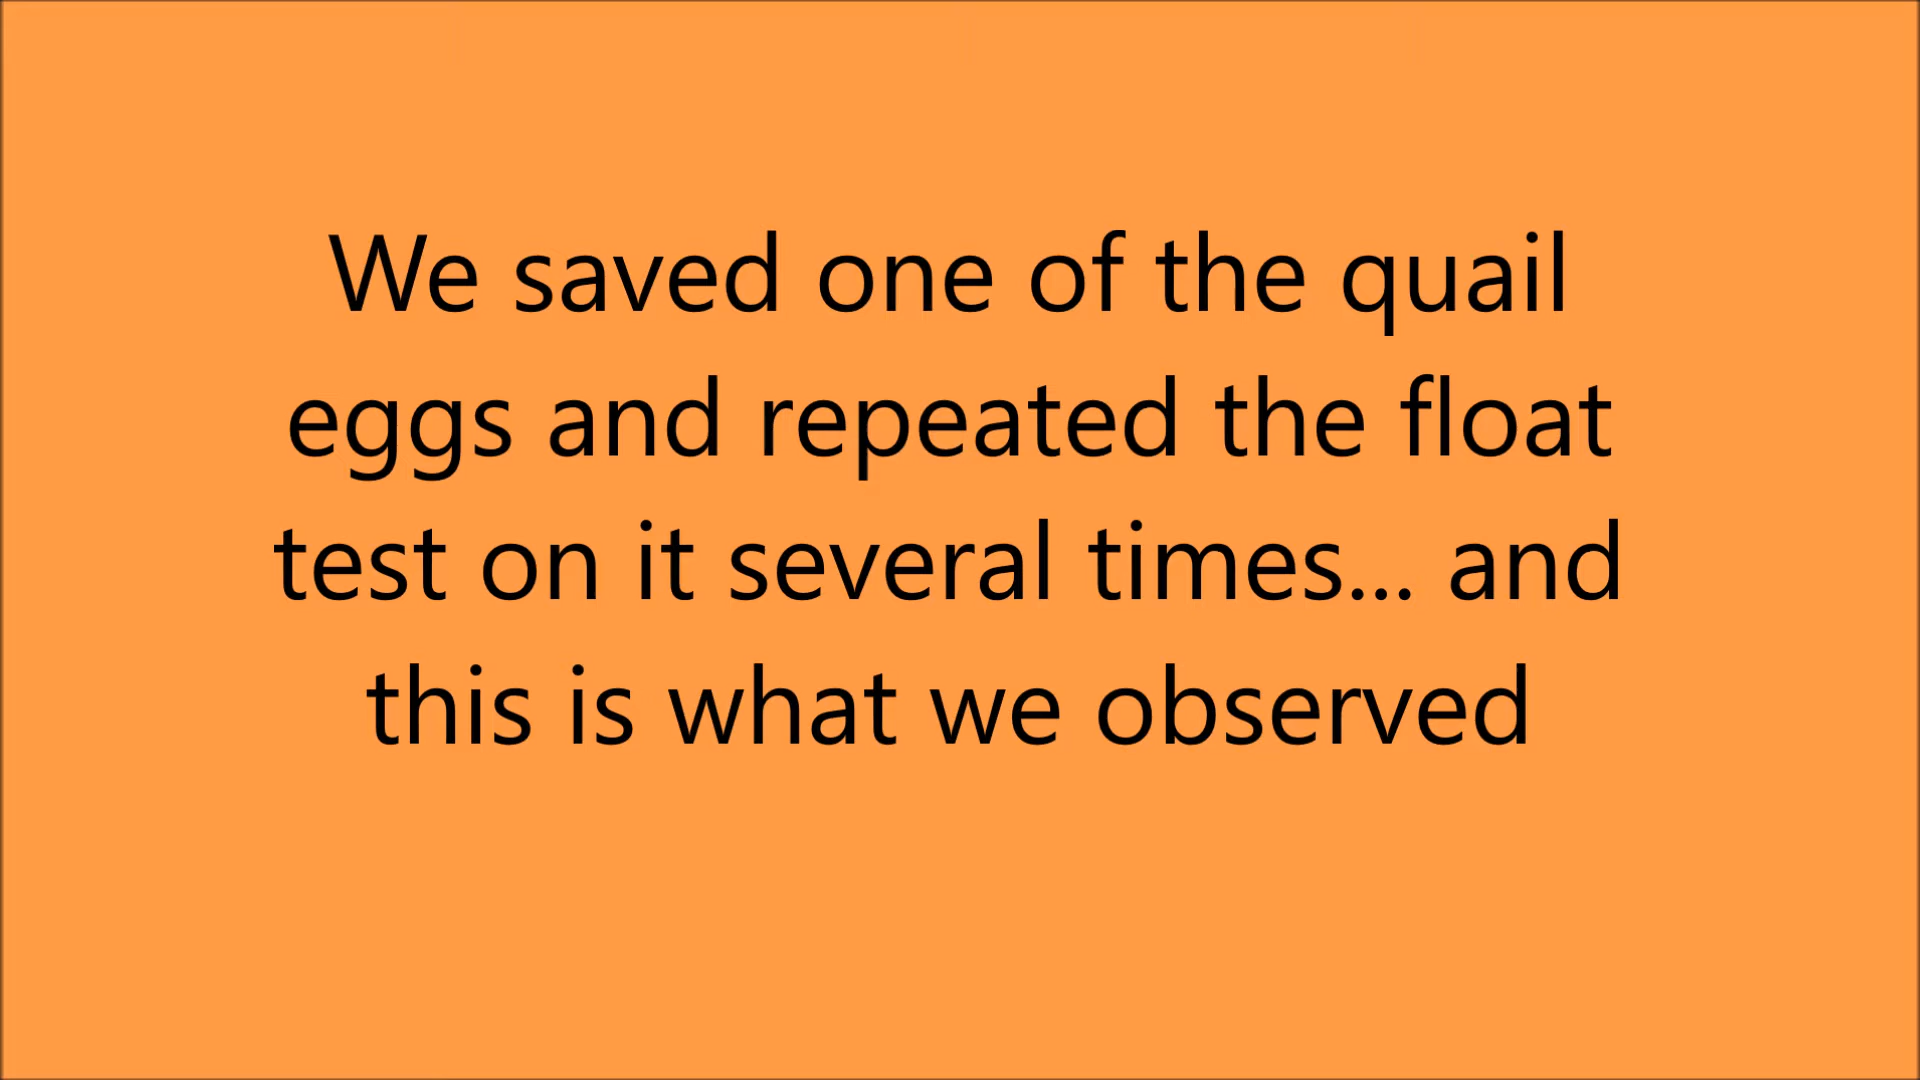 We saved one of the quail
eggs and repeated the float
test on it several times... and
this is what we observed